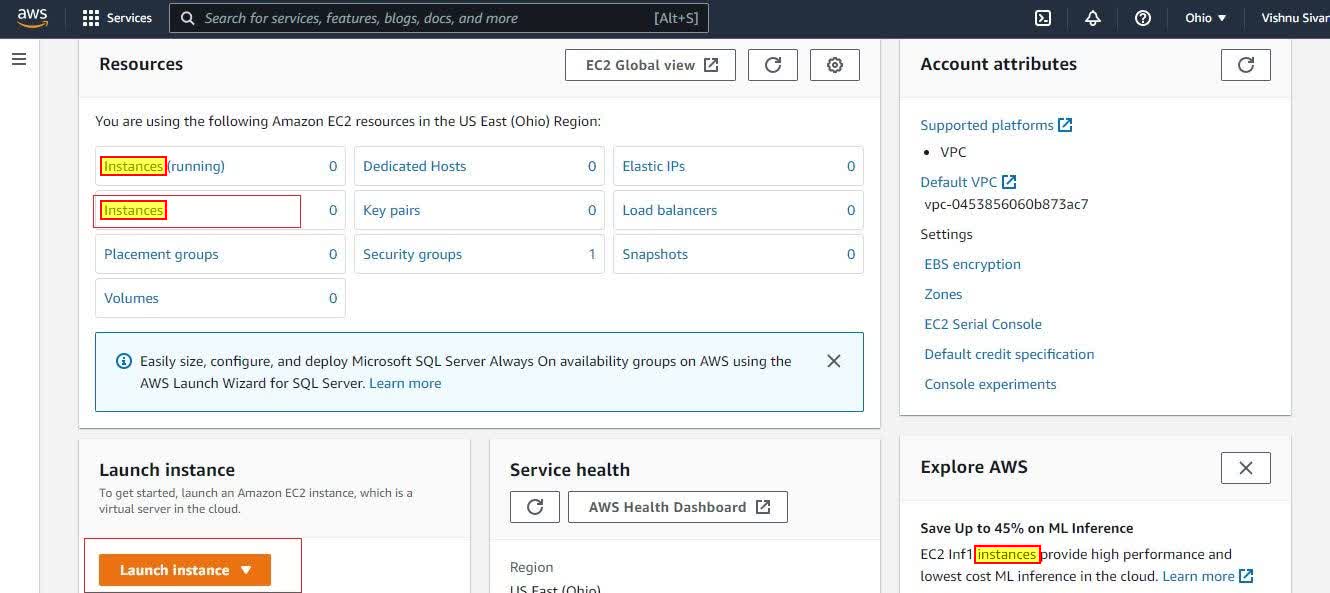 aws
Services
Search for services, features, blogs, docs, and more [Alt+S]
Ohio
Vishnu Sivan
Resources
EC2 Global view
You are using the following Amazon EC2 resources in the US East (Ohio) Region:
Instances (running) 0
Dedicated Hosts 0
Elastic IPs 0
Instances 0
Key pairs 0
Load balancers 0
Placement groups 0
Security groups 1
Snapshots 0
Volumes 0
Easily size, configure, and deploy Microsoft SQL Server Always On availability groups on AWS using the
AWS Launch Wizard for SQL Server. Learn more
Account attributes
Supported platforms
VPC
Default VPC
vpc-0453856060b873ac7
Settings
EBS encryption
Zones
EC2 Serial Console
Default credit specification
Console experiments
Launch instance
To get started, launch an Amazon EC2 instance, which is a
virtual server in the cloud.
Launch instance
Service health
AWS Health Dashboard
Region
US East (Ohio)
Explore AWS
Save Up to 45% on ML Inference
EC2 Inf1 instances provide high performance and
lowest cost ML inference in the cloud. Learn more